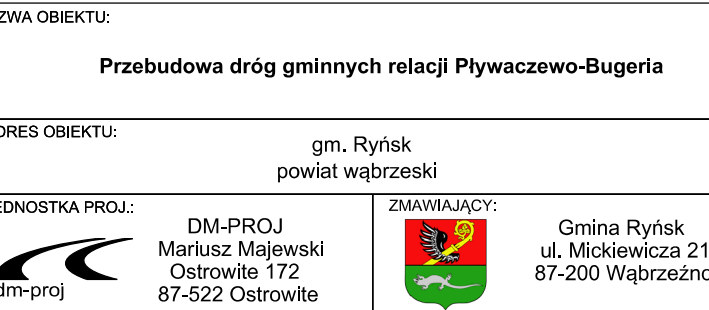 ZWA OBIEKTU:
Przebudowa dróg gminnych relacji Pływaczewo-Bugeria
DRES OBIEKTU:
gm. Ryńsk
powiat wąbrzeski
EDNOSTKA PROJ.:
DM-PROJ
Mariusz Majewski
Ostrowite 172
87-522 Ostrowite
dm-proj
ZMAWIAJĄCY:
Gmina Ryńsk
ul. Mickiewicza 21
87-200 Wąbrzeźno